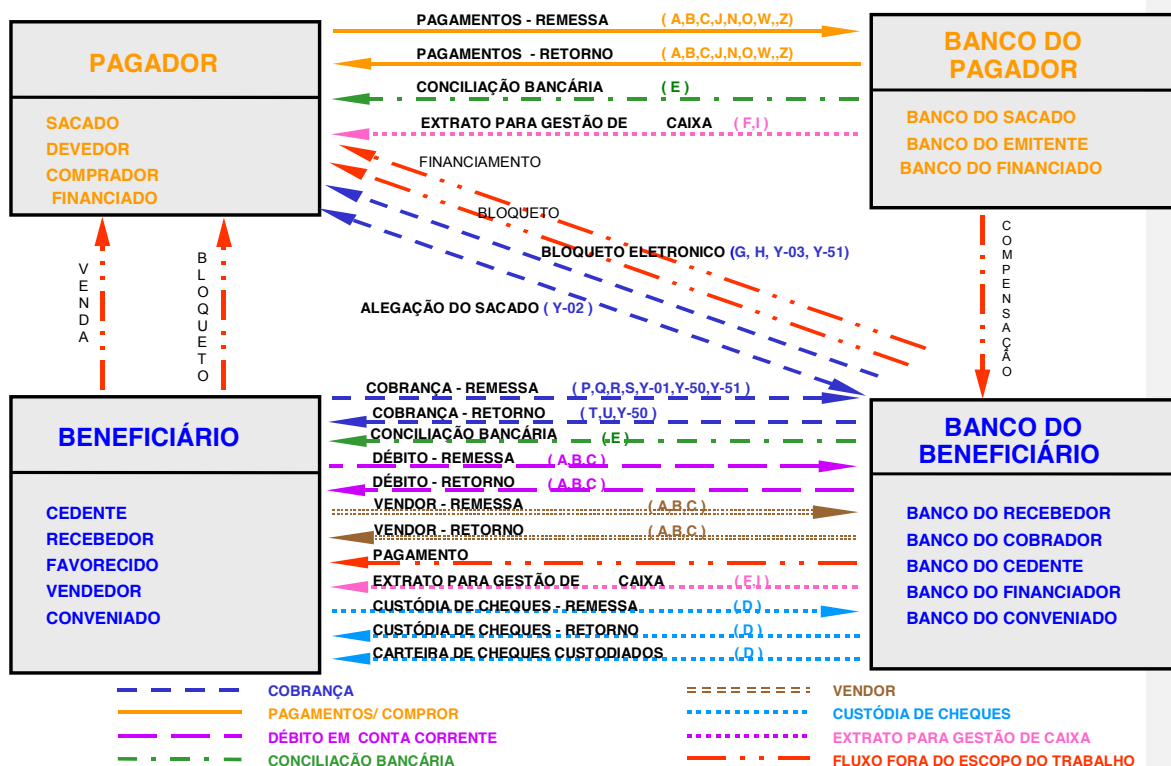 PAGAMENTOS - REMESSA ( A,B,C,J,N,O,W,,Z)
PAGAMENTOS - RETORNO ( A,B,C,J,N,O,W,,Z)
CONCILIAÇÃO BANCÁRIA ( E )
EXTRATO PARA GESTÃO DE CAIXA ( F,I )
PAGADOR
SACADO
DEVEDOR
COMPRADOR
FINANCIADO
BANCO DO
PAGADOR
BANCO DO SACADO
BANCO DO EMITENTE
BANCO DO FINANCIADO
FINANCIAMENTO
BLOQUETO
BLOQUETO ELETRONICO (G, H, Y-03, Y-51)
ALEGAÇÃO DO SACADO ( Y-02 )
VENDA
BLOQUETO
COMPENSAÇÃO
BENEFICIÁRIO
CEDENTE
RECEBEDOR
FAVORECIDO
VENDEDOR
CONVENIADO
COBRANÇA - REMESSA ( P,Q,R,S,Y-01,Y-50,Y-51)
COBRANÇA - RETORNO ( T,U,Y-50)
CONCILIAÇÃO BANCÁRIA ( E )
DÉBITO - REMESSA ( A,B,C )
DÉBITO - RETORNO ( A,B,C )
VENDOR - REMESSA ( A,B,C )
VENDOR - RETORNO ( A,B,C )
PAGAMENTO
EXTRATO PARA GESTÃO DE CAIXA ( F,I )
CUSTÓDIA DE CHEQUES - REMESSA ( D )
CUSTÓDIA DE CHEQUES - RETORNO ( D )
CARTEIRA DE CHEQUES CUSTODIADOS ( D )
BANCO DO
BENEFICIÁRIO
BANCO DO RECEBEDOR
BANCO DO COBRADOR
BANCO DO CEDENTE
BANCO DO FINANCIADOR
BANCO DO CONVENIADO
COBRANÇA
PAGAMENTOS/ COMPROR
DÉBITO EM CONTA CORRENTE
CONCILIAÇÃO BANCÁRIA
VENDOR
CUSTÓDIA DE CHEQUES
EXTRATO PARA GESTÃO DE CAIXA
FLUXO FORA DO ESCOPO DO TRABALHO